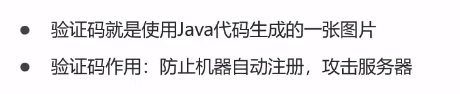 ● 验证码就是使用Java代码生成的一张图片
● 验证码作用：防止机器自动注册，攻击服务器